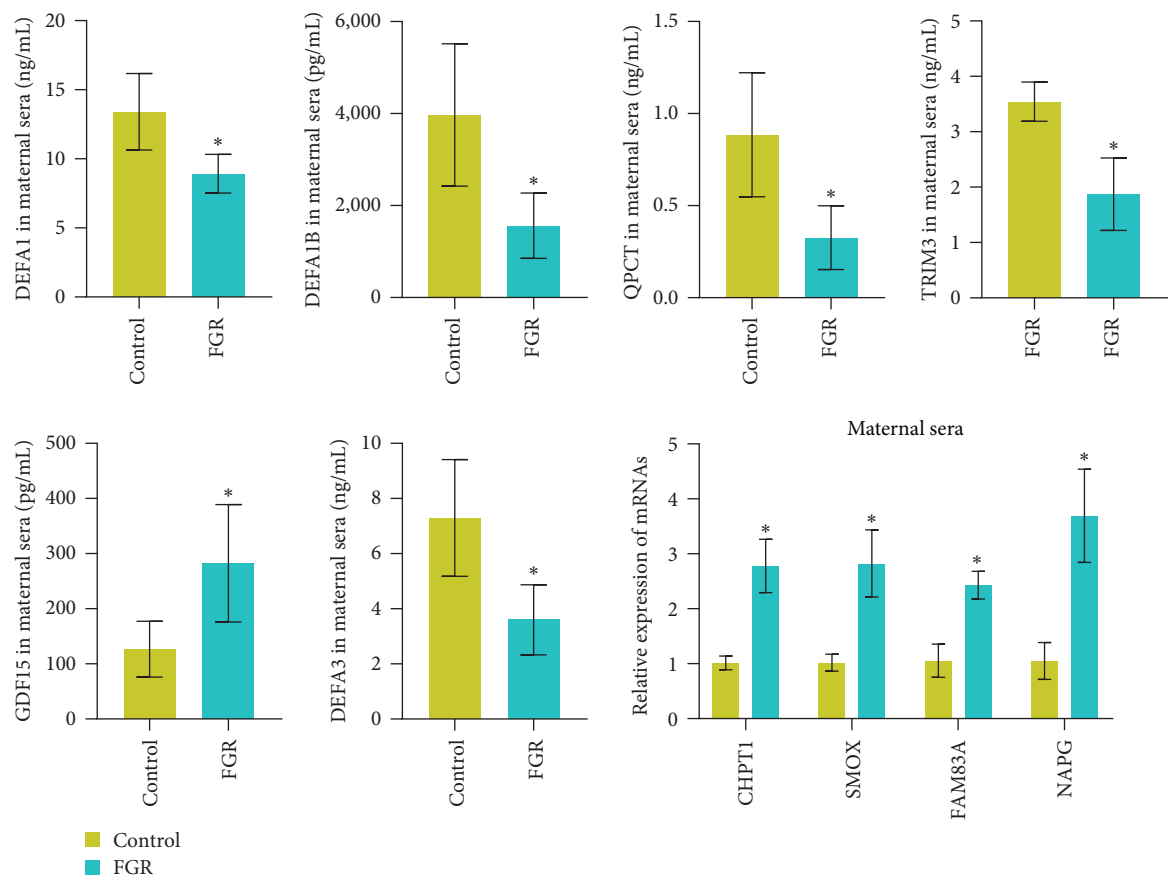 DEFA1 in maternal sera (ng/mL)
20
15
10
5
0
*
Control
FGR
DEFA1B in maternal sera (pg/mL)
6,000
4,000
2,000
0
*
Control
FGR
QPCT in maternal sera (ng/mL)
1.5
1.0
0.5
0.0
*
Control
FGR
TRIM3 in maternal sera (ng/mL)
5
4
3
2
1
0
*
FGR
FGR
GDF15 in maternal sera (pg/mL)
500
400
300
200
100
0
*
Control
FGR
DEFA3 in maternal sera (ng/mL)
10
8
6
4
2
0
*
Control
FGR
Maternal sera
Relative expression of mRNAs
5
4
3
2
1
0
*
*
*
*
CHPT1
SMOX
FAM83A
NAPG
Control
FGR